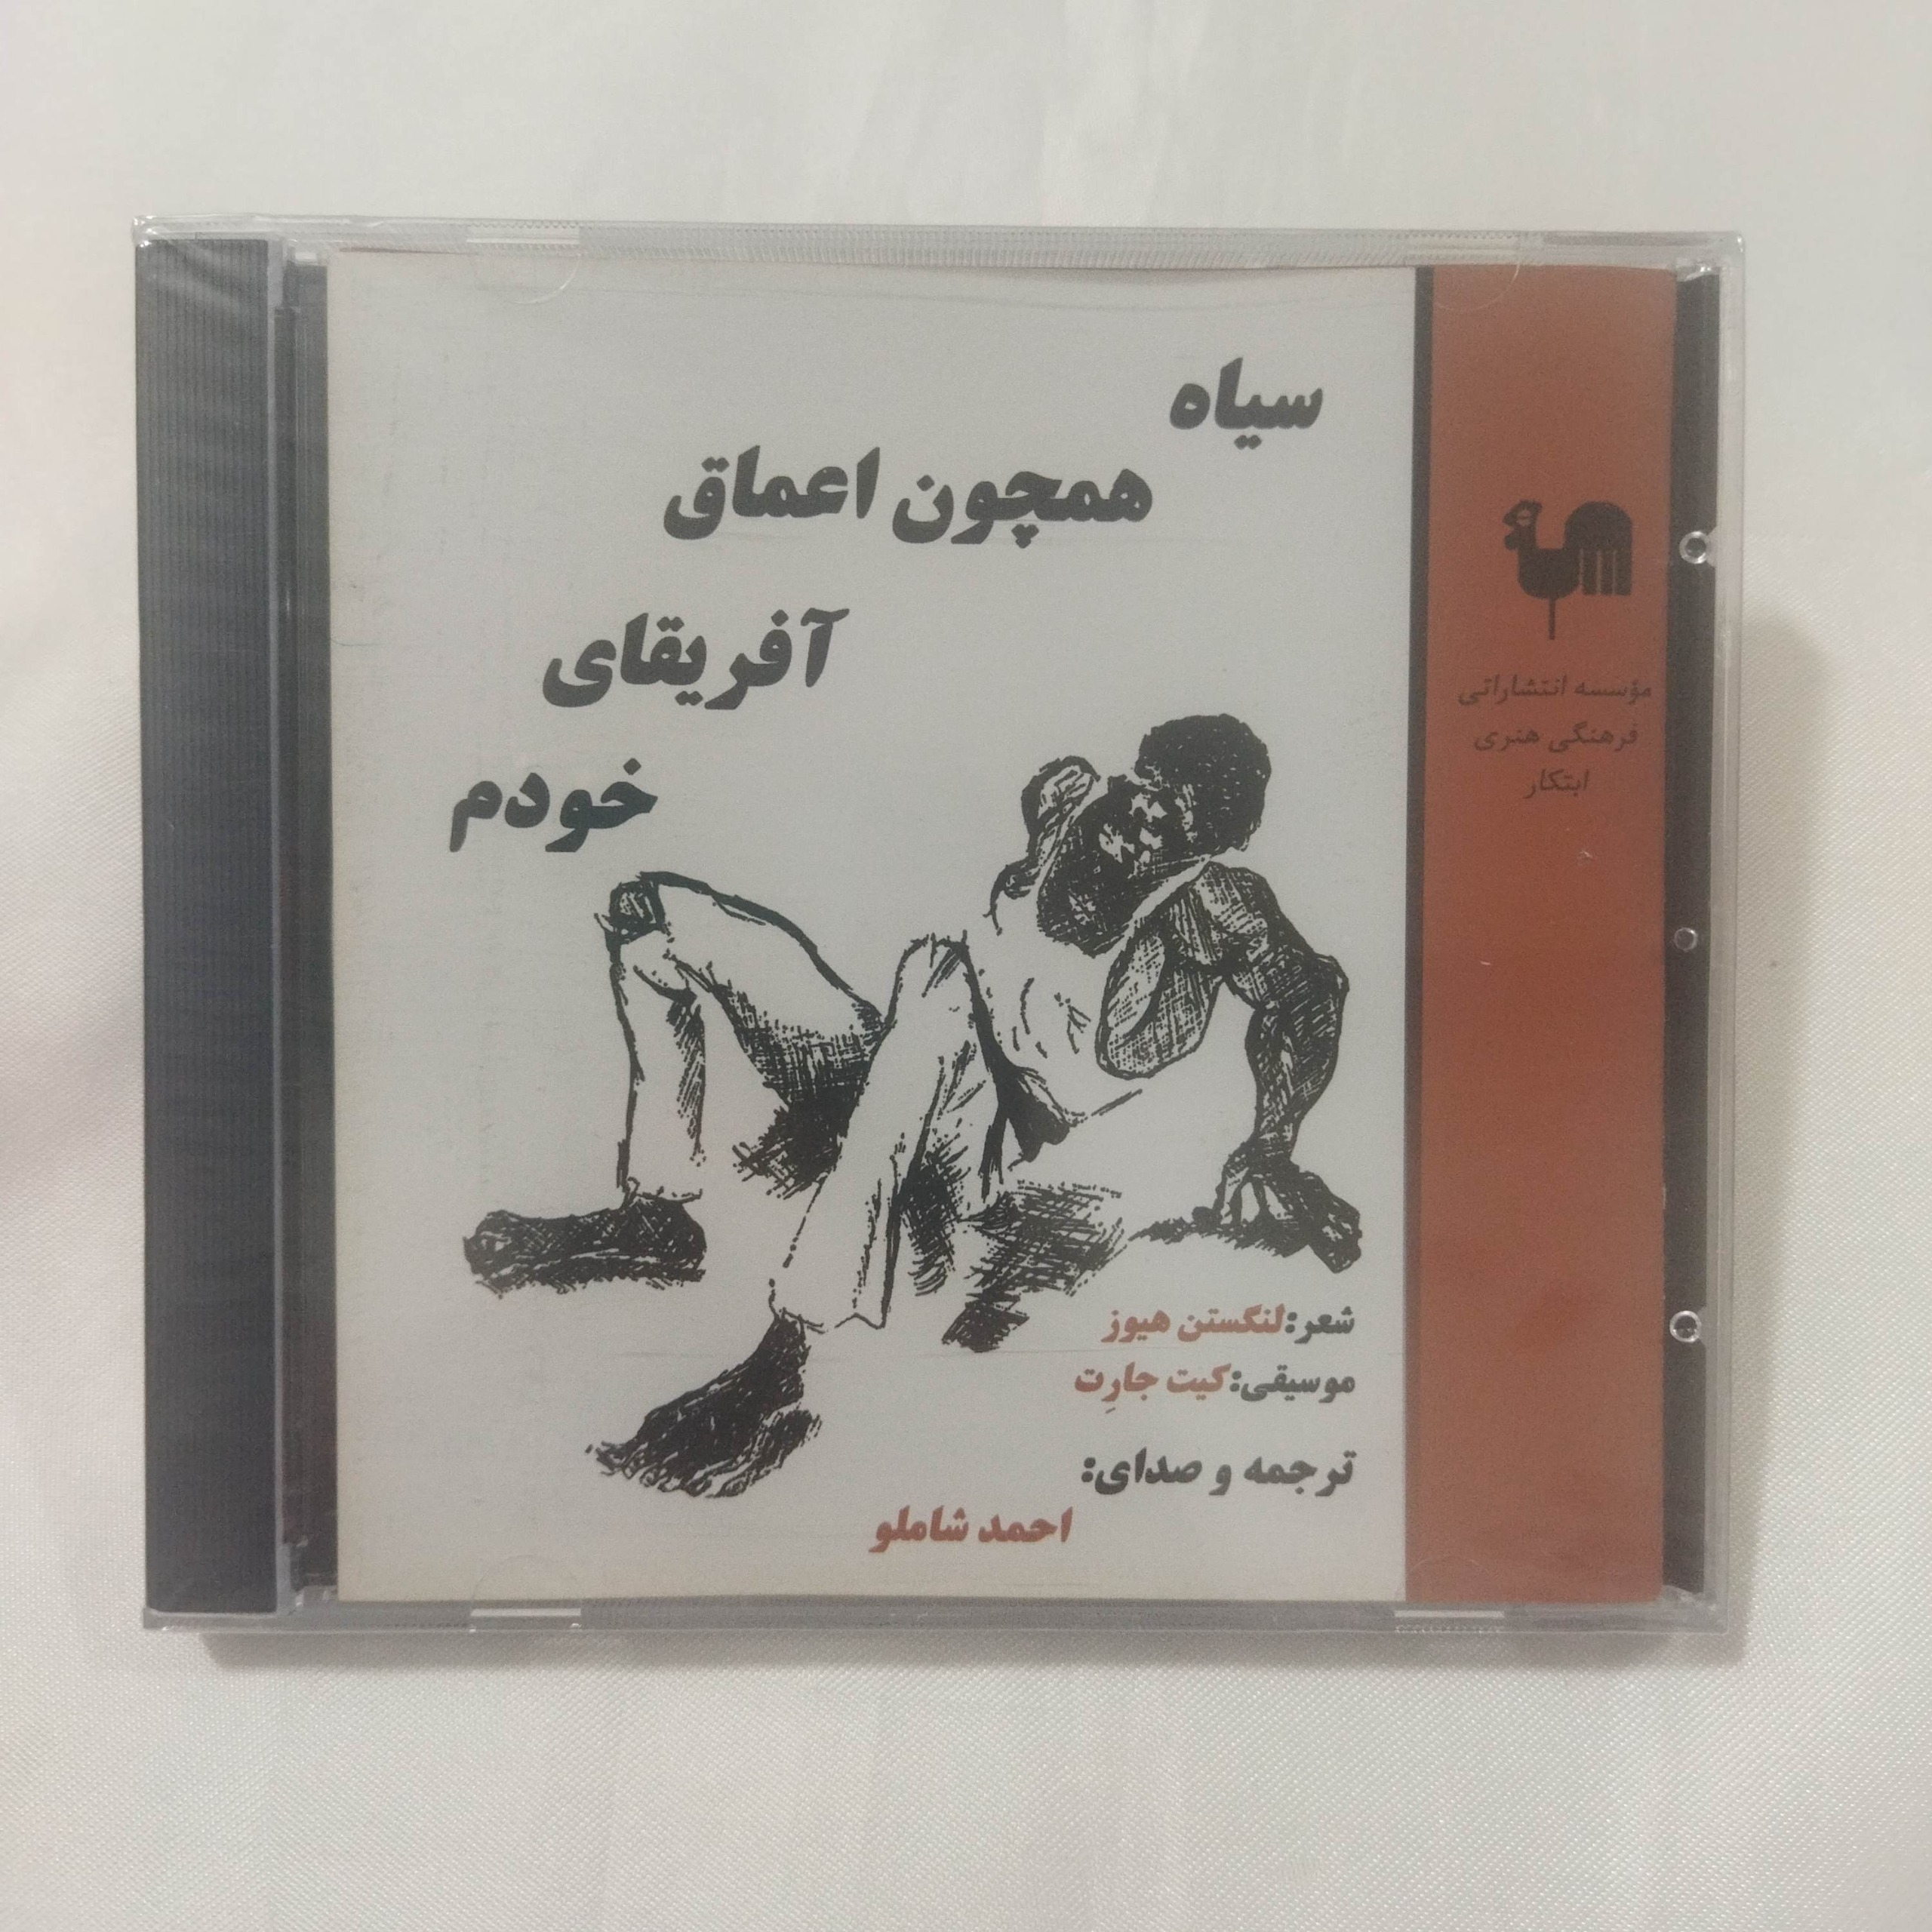 سیاه
همچون اعماق
آفریقای
خودم
مؤسسه انتشاراتی
فرهنگی هنری
ابتکار
شعر:لنگستن هیوز
موسیقی:کیت جارِت
ترجمه و صدای:
احمد شاملو